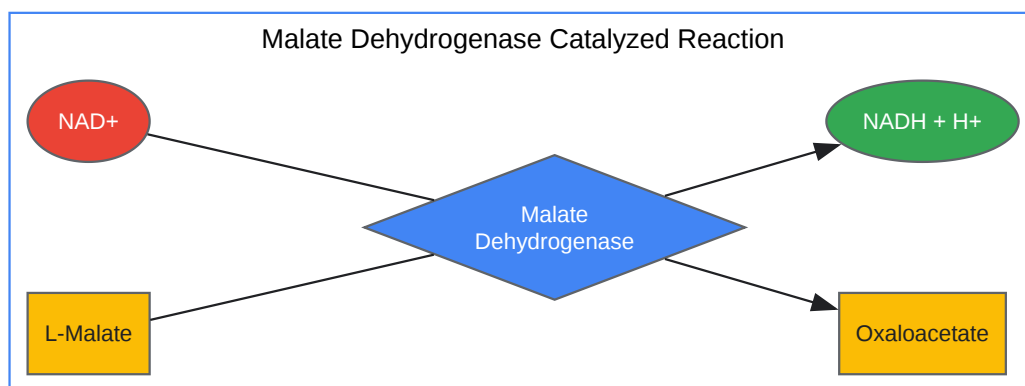 Malate Dehydrogenase Catalyzed Reaction
NAD+
NADH + H+
Malate
Dehydrogenase
L-Malate
Oxaloacetate